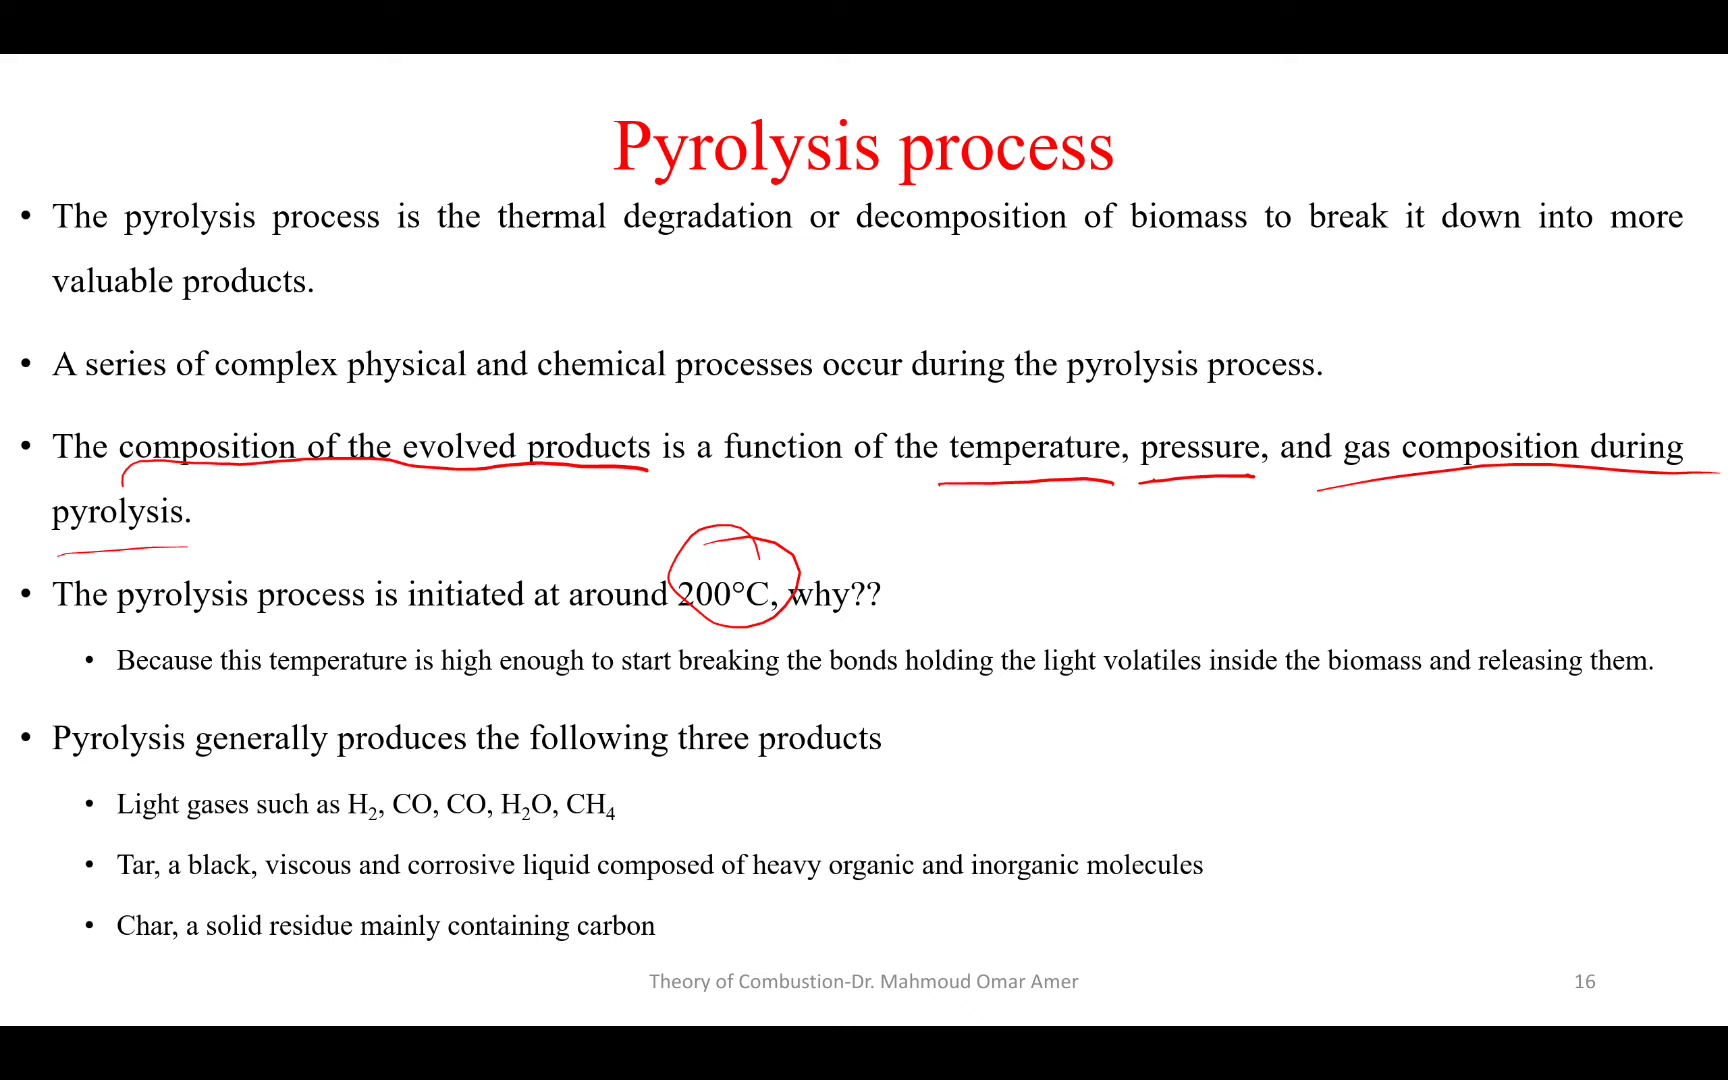 Pyrolysis process
• The pyrolysis process is the thermal degradation or decomposition of biomass to break it down into more
valuable products.
• A series of complex physical and chemical processes occur during the pyrolysis process.
• The composition of the evolved products is a function of the temperature, pressure, and gas composition during
pyrolysis.
• The pyrolysis process is initiated at around 200°C, why??
• Because this temperature is high enough to start breaking the bonds holding the light volatiles inside the biomass and releasing them.
• Pyrolysis generally produces the following three products
• Light gases such as H₂, CO, CO, H₂O, CH₄
• Tar, a black, viscous and corrosive liquid composed of heavy organic and inorganic molecules
• Char, a solid residue mainly containing carbon
Theory of Combustion-Dr. Mahmoud Omar Amer
16